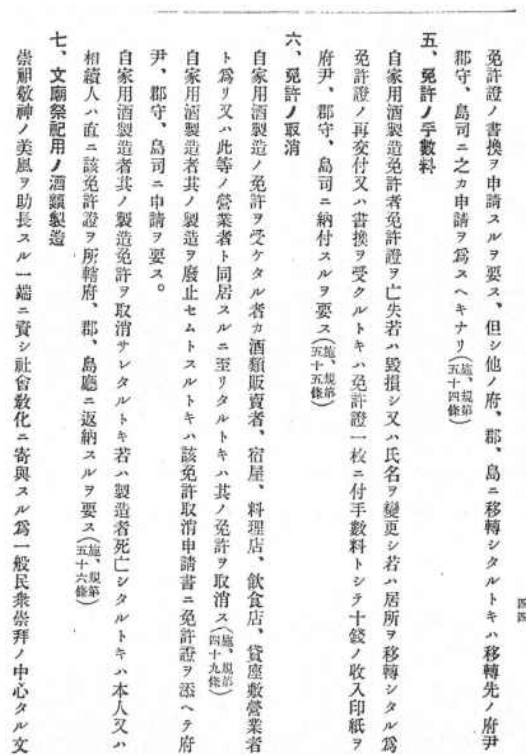 四四
免許證ノ書換ヲ申請スルヲ要ス、但シ他ノ府、郡、島ニ移轉シタルトキハ移轉先ノ府尹
郡守、島司ニ之カ申請ヲ爲スヘキナリ(施、規第五十四條)
五、免許ノ手數料
自家用酒製造免許者免許證ヲ亡失若ハ毀損シ又ハ氏名ヲ變更シ若ハ居所ヲ移轉シタル爲
免許證ノ再交付又ハ書換ヲ受クルトキハ免許證一枚ニ付手數料トシテ十錢ノ收入印紙ヲ
府尹、郡守、島司ニ納付スルヲ要ス(施、規第五十五條)
六、免許ノ取消
自家用酒製造ノ免許ヲ受ケタル者カ酒類販賣者、宿屋、料理店、飮食店、貸座敷營業者
ト爲リ又ハ此等ノ營業者ト同居スルニ至リタルトキハ其ノ免許ヲ取消ス(施、規第四十九條)
自家用酒製造者其ノ製造ヲ廢止セムトスルトキハ該免許取消申請書ニ免許證ヲ添ヘテ府
尹、郡守、島司ニ申請ヲ要ス。
自家用酒製造者其ノ製造免許ヲ取消サレタルトキ若ハ製造者死亡シタルトキハ本人又ハ
相續人ハ直ニ該免許證ヲ所轄府、郡、島廳ニ返納スルヲ要ス(施、規第五十六條)
七、文廟祭祀用ノ酒類製造
崇祖敬神ノ美風ヲ助長スル一端ニ資シ社會敎化ニ寄與スル爲一般民衆崇拜ノ中心タル文